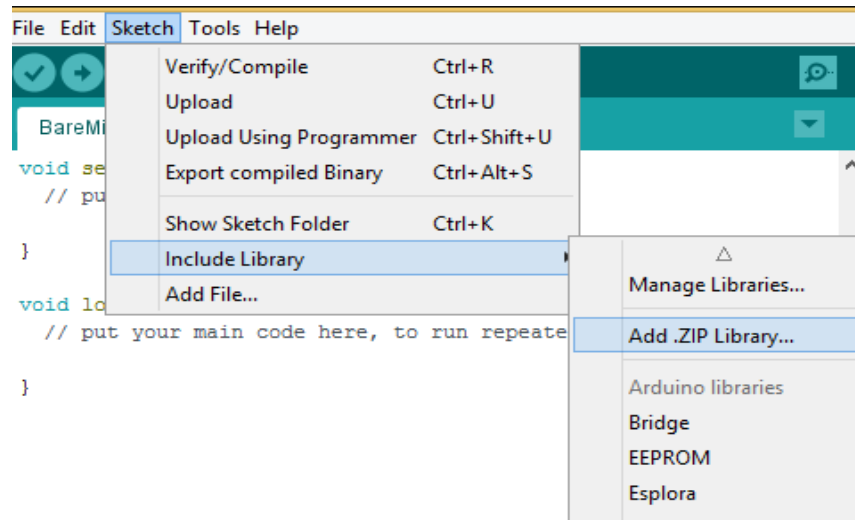 File Edit Sketch Tools Help
Verify/Compile Ctrl+R
Upload Ctrl+U
Upload Using Programmer Ctrl+Shift+U
Export compiled Binary Ctrl+Alt+S
Show Sketch Folder Ctrl+K
Include Library
Add File...
Manage Libraries...
Add .ZIP Library...
Arduino libraries
Bridge
EEPROM
Esplora
BareMi
void se
// pu
}
void lo
// put your main code here, to run repeate
}